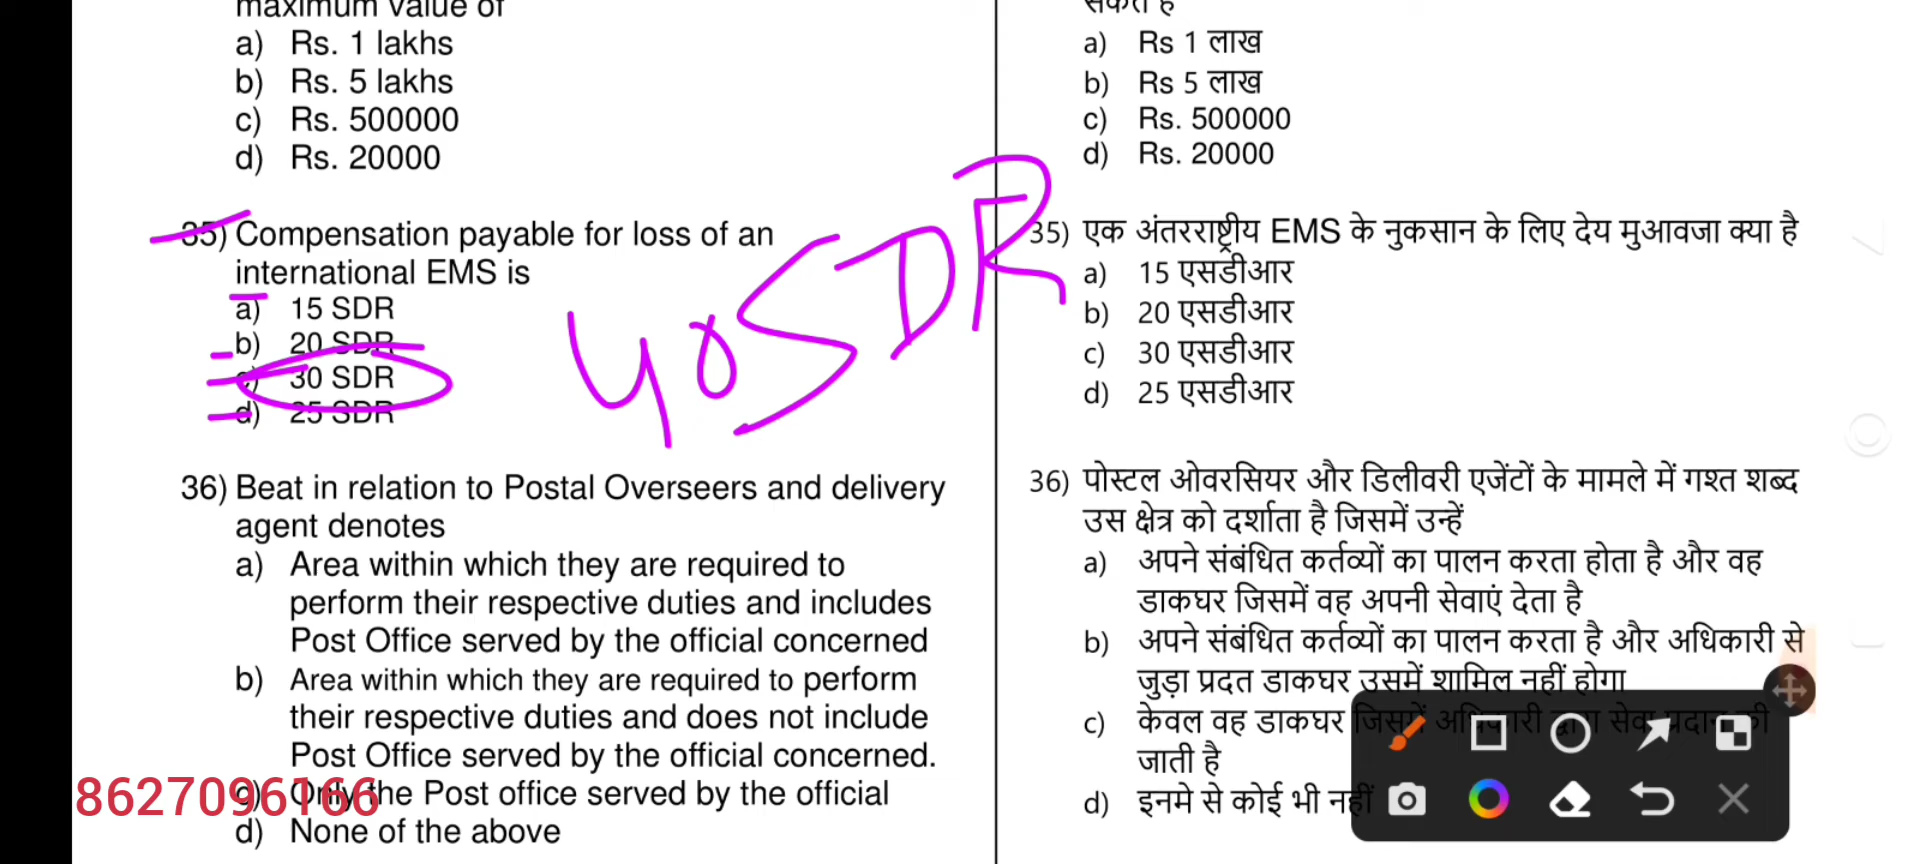 maximum value of
a) Rs. 1 lakhs
b) Rs. 5 lakhs
c) Rs. 500000
d) Rs. 20000
35) Compensation payable for loss of an
international EMS is
a) 15 SDR
b) 20 SDR
c) 30 SDR
d) 25 SDR
40 SDR
36) Beat in relation to Postal Overseers and delivery
agent denotes
a) Area within which they are required to
perform their respective duties and includes
Post Office served by the official concerned
b) Area within which they are required to perform
their respective duties and does not include
Post Office served by the official concerned.
c) Only the Post office served by the official
d) None of the above
8627096166
सकते है
a) Rs 1 लाख
b) Rs 5 लाख
c) Rs. 500000
d) Rs. 20000
35) एक अंतरराष्ट्रीय EMS के नुकसान के लिए देय मुआवजा क्या है
a) 15 एसडीआर
b) 20 एसडीआर
c) 30 एसडीआर
d) 25 एसडीआर
36) पोस्टल ओवरसियर और डिलीवरी एजेंटों के मामले में गश्त शब्द
उस क्षेत्र को दर्शाता है जिसमें उन्हें
a) अपने संबंधित कर्तव्यों का पालन करता होता है और वह
डाकघर जिसमें वह अपनी सेवाएं देता है
b) अपने संबंधित कर्तव्यों का पालन करता है और अधिकारी से
जुड़ा प्रदत डाकघर उसमें शामिल नहीं होगा
c) केवल वह डाकघर जिसमें अधिकारी द्वारा सेवा प्रदान की
जाती है
d) इनमे से कोई भी नहीं